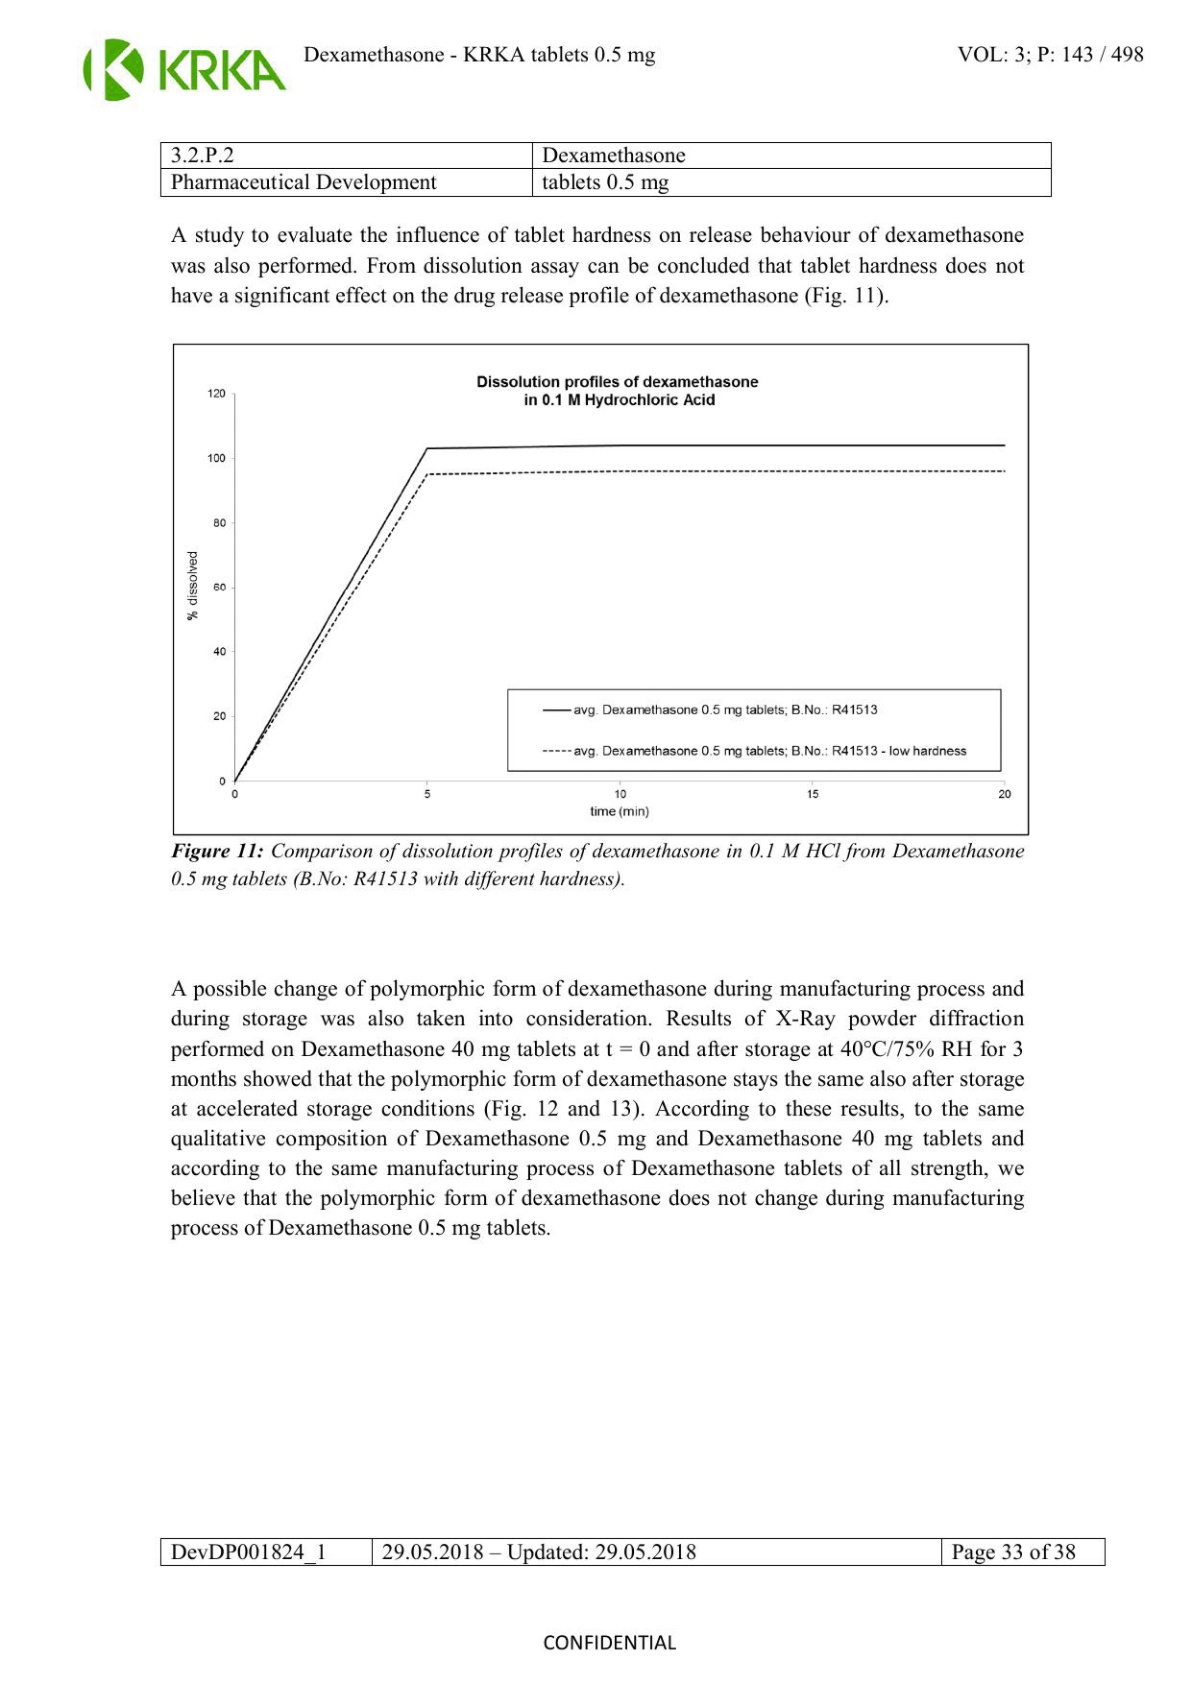 KRKA
Dexamethasone - KRKA tablets 0.5 mg
VOL: 3; P: 143 / 498
3.2.P.2
Dexamethasone
Pharmaceutical Development
tablets 0.5 mg
A study to evaluate the influence of tablet hardness on release behaviour of dexamethasone
was also performed. From dissolution assay can be concluded that tablet hardness does not
have a significant effect on the drug release profile of dexamethasone (Fig. 11).
Dissolution profiles of dexamethasone
in 0.1 M Hydrochloric Acid
120
100
80
60
40
20
0
% dissolved
avg. Dexamethasone 0.5 mg tablets; B.No.: R41513
avg. Dexamethasone 0.5 mg tablets; B.No.: R41513 - low hardness
0
5
10
15
20
time (min)
Figure 11: Comparison of dissolution profiles of dexamethasone in 0.1 M HCl from Dexamethasone
0.5 mg tablets (B.No: R41513 with different hardness).
A possible change of polymorphic form of dexamethasone during manufacturing process and
during storage was also taken into consideration. Results of X-Ray powder diffraction
performed on Dexamethasone 40 mg tablets at t = 0 and after storage at 40°C/75% RH for 3
months showed that the polymorphic form of dexamethasone stays the same also after storage
at accelerated storage conditions (Fig. 12 and 13). According to these results, to the same
qualitative composition of Dexamethasone 0.5 mg and Dexamethasone 40 mg tablets and
according to the same manufacturing process of Dexamethasone tablets of all strength, we
believe that the polymorphic form of dexamethasone does not change during manufacturing
process of Dexamethasone 0.5 mg tablets.
DevDP001824_1
29.05.2018 – Updated: 29.05.2018
Page 33 of 38
CONFIDENTIAL